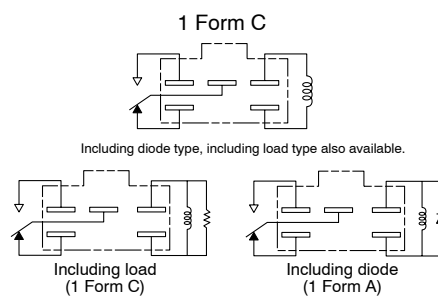 1 Form C
Including diode type, including load type also available.
Including load
(1 Form C)
Including diode
(1 Form A)